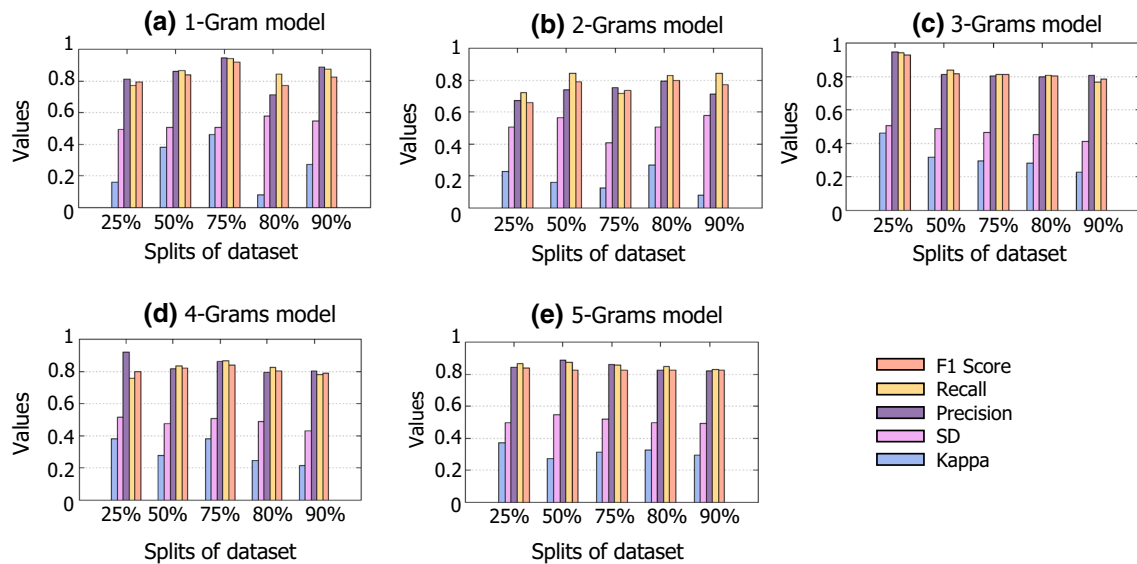 (a) 1-Gram model
1
0.8
0.6
0.4
0.2
0
Values
25% 50% 75% 80% 90%
Splits of dataset
(b) 2-Grams model
1
0.8
0.6
0.4
0.2
0
Values
25% 50% 75% 80% 90%
Splits of dataset
(c) 3-Grams model
1
0.8
0.6
0.4
0.2
0
Values
25% 50% 75% 80% 90%
Splits of dataset
(d) 4-Grams model
1
0.8
0.6
0.4
0.2
0
Values
25% 50% 75% 80% 90%
Splits of dataset
(e) 5-Grams model
1
0.8
0.6
0.4
0.2
0
Values
25% 50% 75% 80% 90%
Splits of dataset
F1 Score
Recall
Precision
SD
Kappa